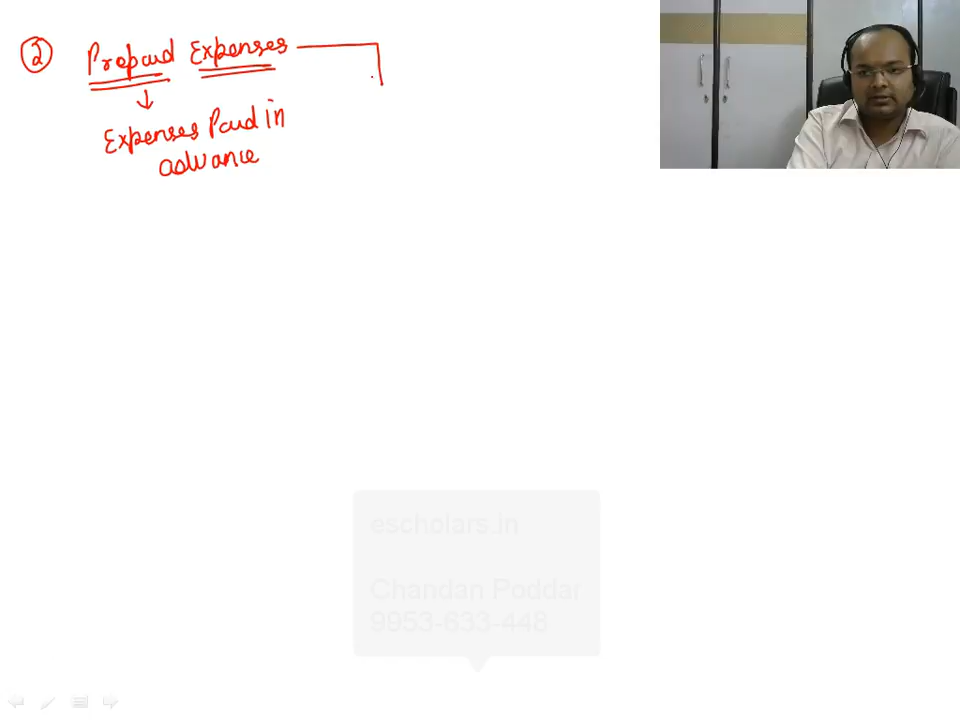 ② Prepaid Expenses
Expenses Paid in
advance
escholars.in
Chandan Poddar
9953-633-448